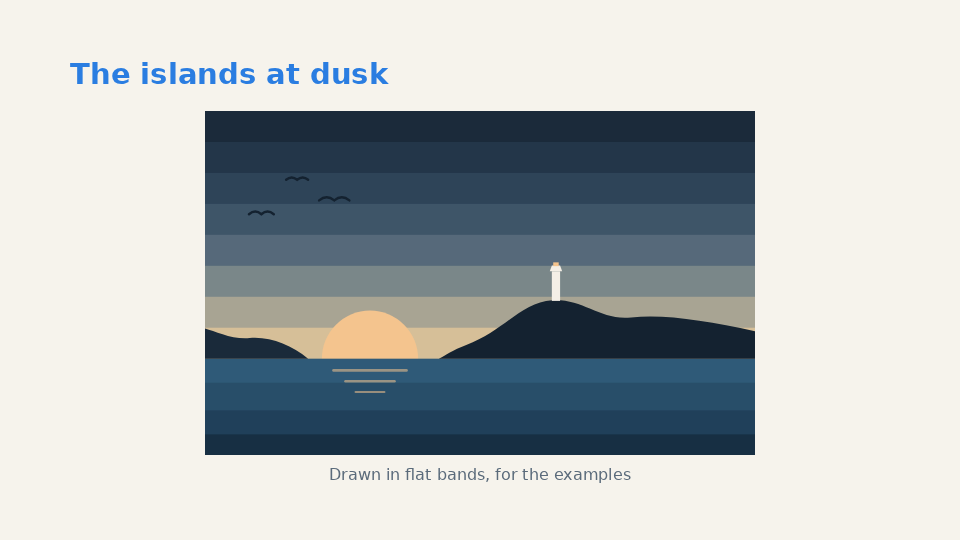 The islands at dusk
Drawn in flat bands, for the examples